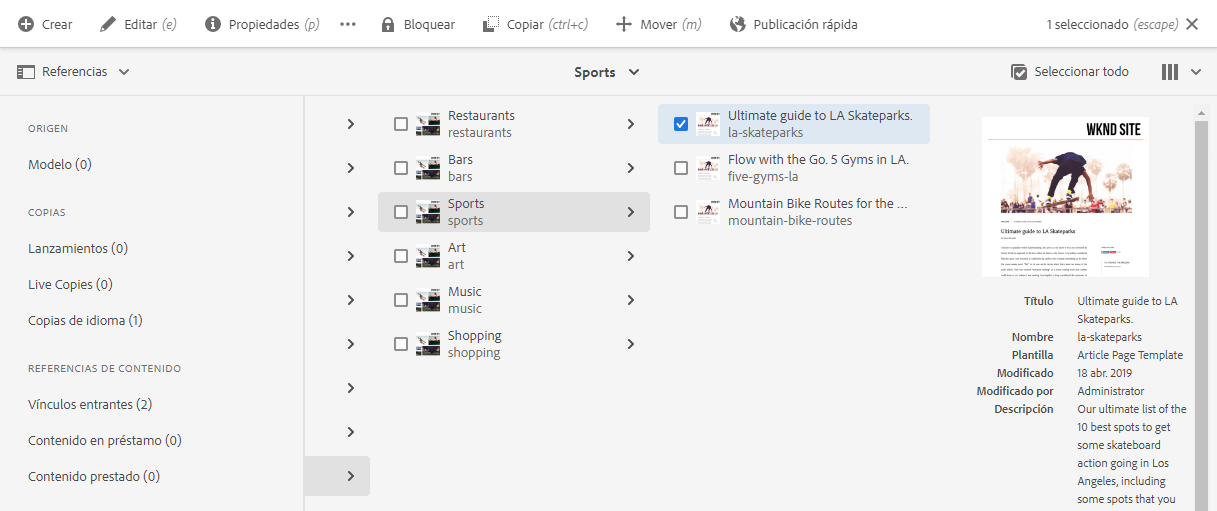 Crear
Editar (e)
Propiedades (p)
Bloquear
Copiar (ctrl+c)
Mover (m)
Publicación rápida
1 seleccionado (escape)
Referencias
Sports
Seleccionar todo
ORIGEN
Modelo (0)
COPIAS
Lanzamientos (0)
Live Copies (0)
Copias de idioma (1)
REFERENCIAS DE CONTENIDO
Vínculos entrantes (2)
Contenido en préstamo (0)
Contenido prestado (0)
Restaurants
restaurants
Bars
bars
Sports
sports
Art
art
Music
music
Shopping
shopping
Ultimate guide to LA Skateparks.
la-skateparks
Flow with the Go. 5 Gyms in LA.
five-gyms-la
Mountain Bike Routes for the ...
mountain-bike-routes
WKND SITE
Ultimate guide to LA Skateparks
Título Ultimate guide to LA
Skateparks.
Nombre la-skateparks
Plantilla Article Page Template
Modificado 18 abr. 2019
Modificado por Administrator
Descripción Our ultimate list of the
10 best spots to get
some skateboard
action going in Los
Angeles, including
some spots that you